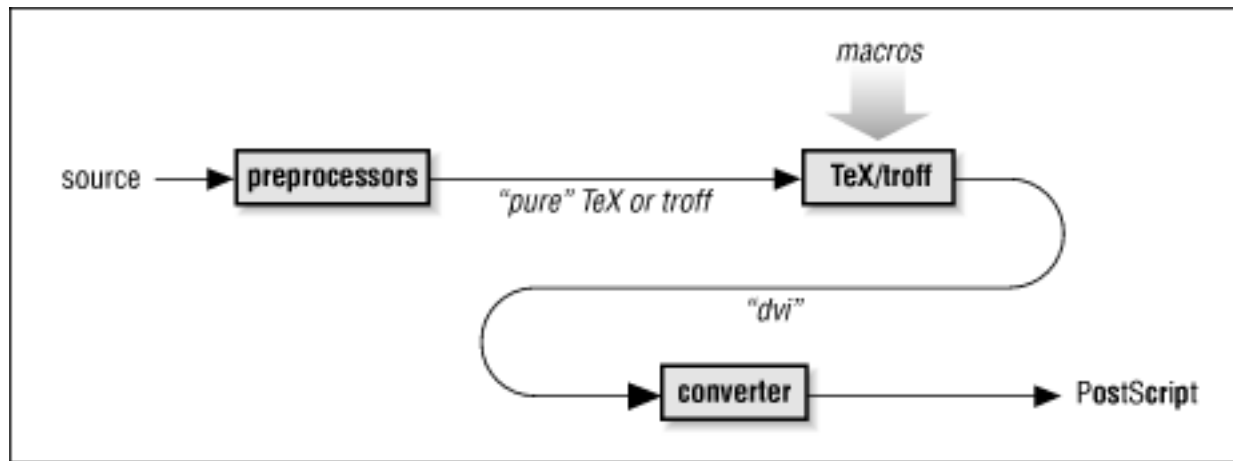 macros
source
preprocessors
“pure” TeX or troff
TeX/troff
“dvi”
converter
PostScript